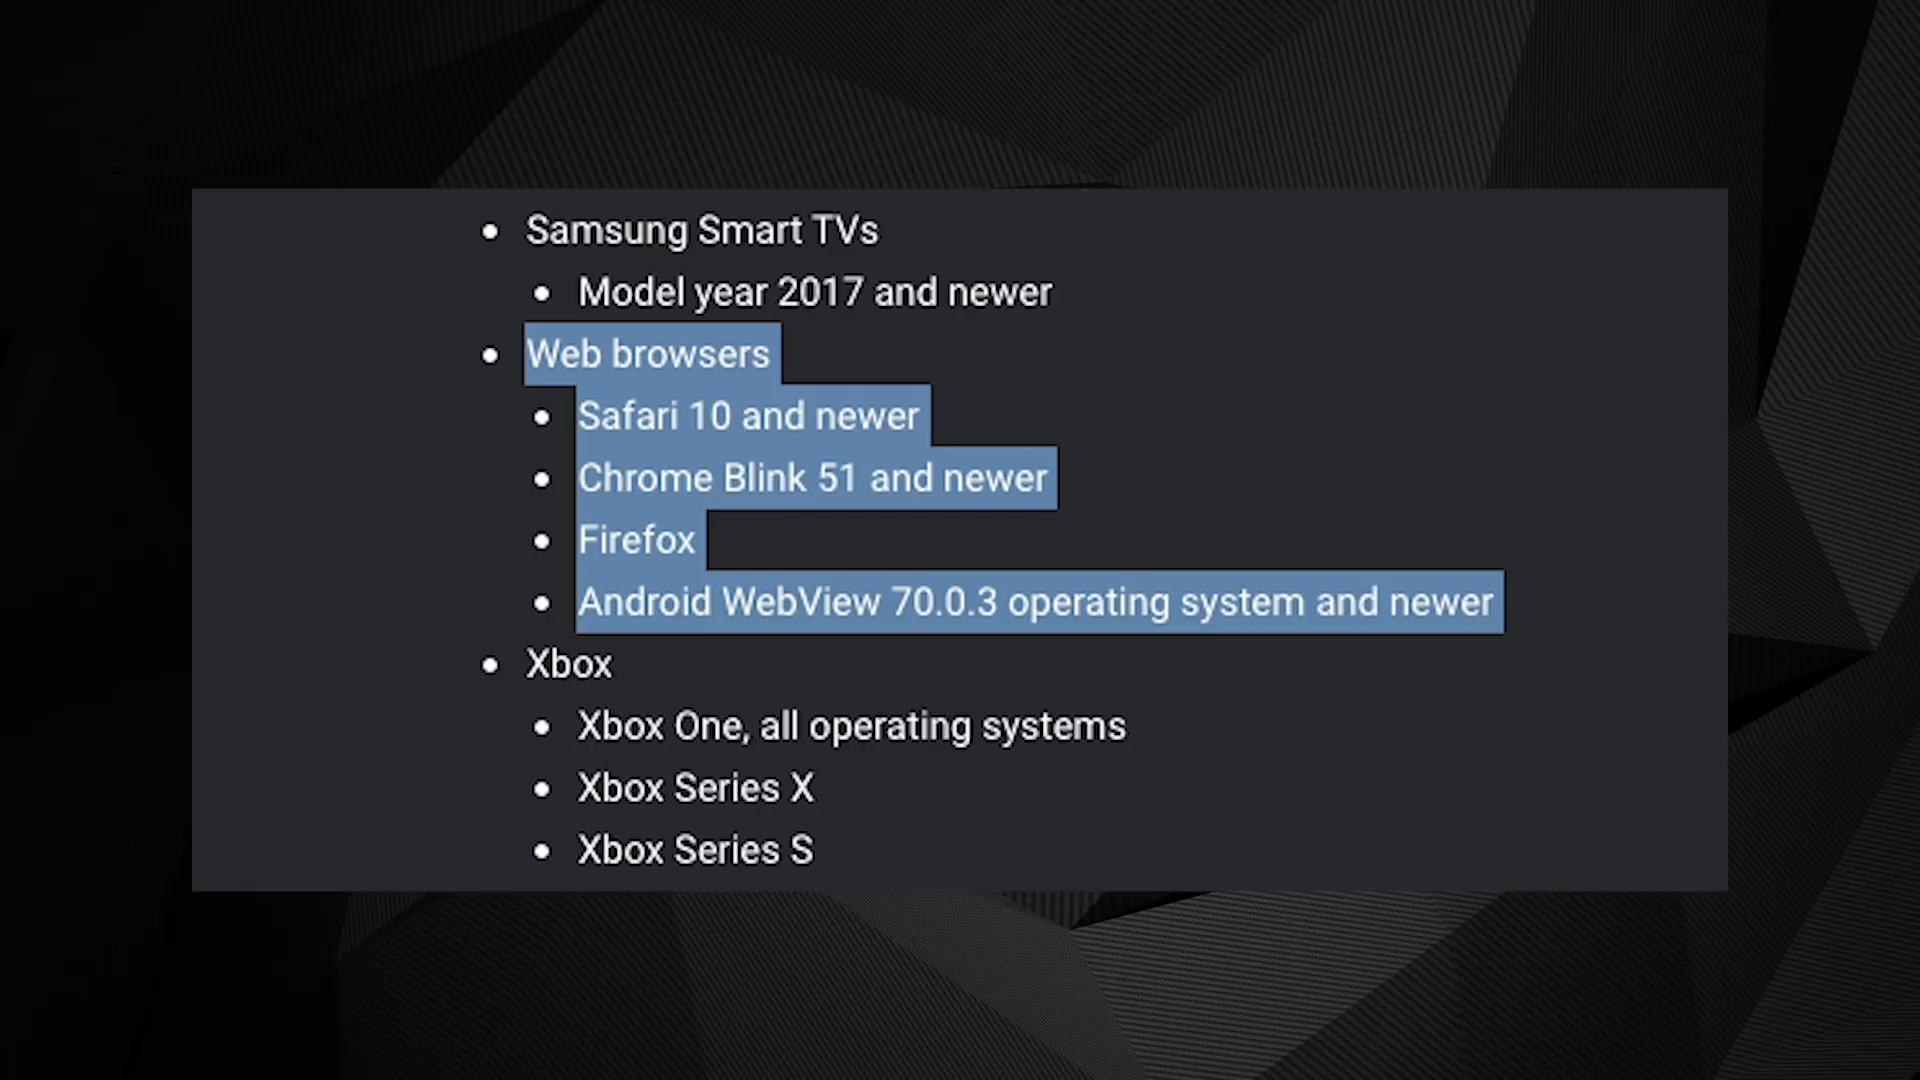 Samsung Smart TVs
Model year 2017 and newer
Web browsers
Safari 10 and newer
Chrome Blink 51 and newer
Firefox
Android WebView 70.0.3 operating system and newer
Xbox
Xbox One, all operating systems
Xbox Series X
Xbox Series S